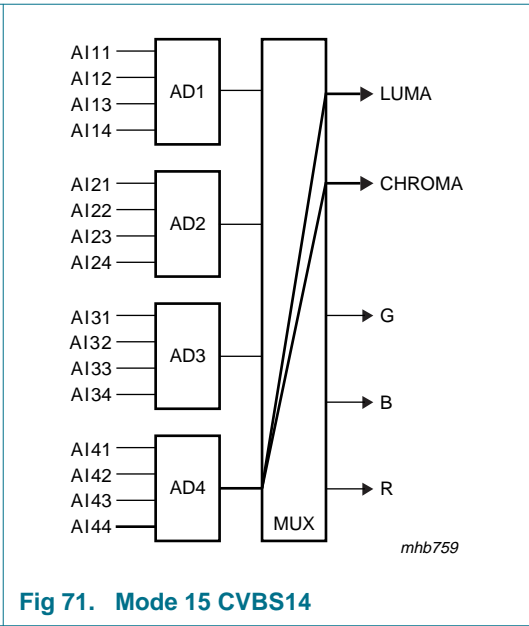 AI11
AI12
AI13
AI14
AD1
AI21
AI22
AI23
AI24
AD2
AI31
AI32
AI33
AI34
AD3
AI41
AI42
AI43
AI44
AD4
MUX
LUMA
CHROMA
G
B
R
mhb759
Fig 71. Mode 15 CVBS14